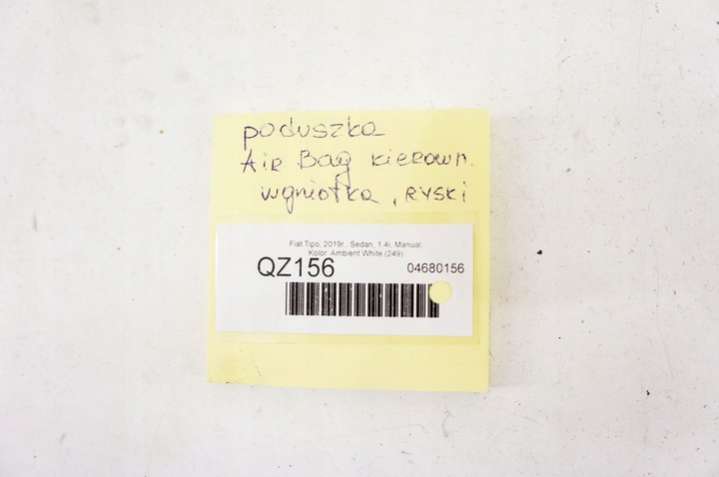 poduszka
Air Bag kierown.
wgniotka, ryski
Fiat Tipo, 2019r., Sedan, 1.4i, Manual,
Kolor: Ambient White (249)
QZ156 04680156